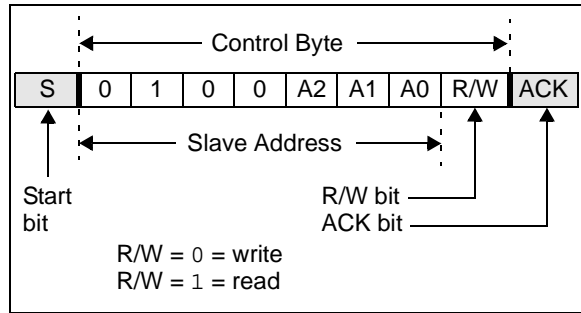 Control Byte
S 0 1 0 0 A2 A1 A0 R/W ACK
Slave Address
Start
bit
R/W bit
ACK bit
R/W = 0 = write
R/W = 1 = read